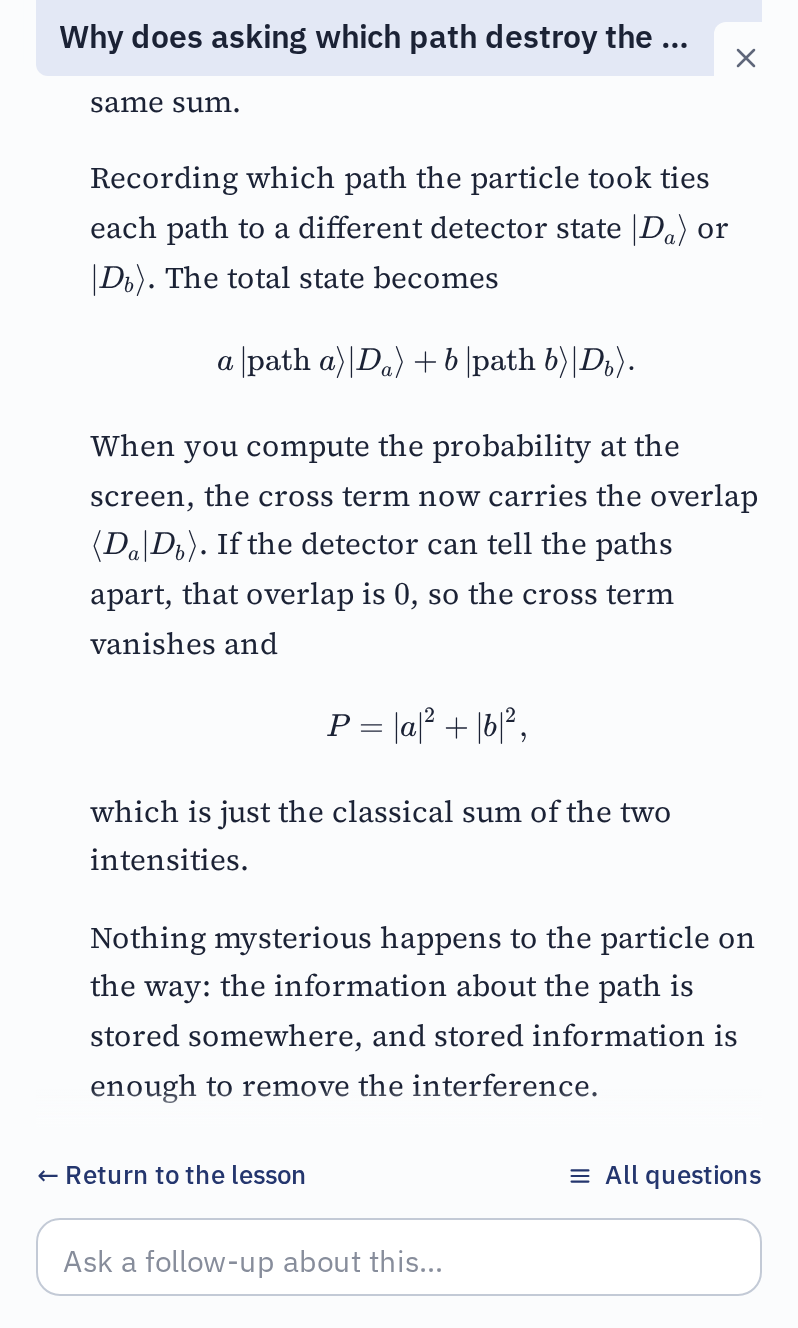 Why does asking which path destroy the ...
same sum.
Recording which path the particle took ties
each path to a different detector state |Dₐ⟩ or
|D_b⟩. The total state becomes
a |path a⟩|Dₐ⟩ + b |path b⟩|D_b⟩.
When you compute the probability at the
screen, the cross term now carries the overlap
⟨Dₐ|D_b⟩. If the detector can tell the paths
apart, that overlap is 0, so the cross term
vanishes and
P = |a|² + |b|²,
which is just the classical sum of the two
intensities.
Nothing mysterious happens to the particle on
the way: the information about the path is
stored somewhere, and stored information is
enough to remove the interference.
← Return to the lesson
≡ All questions
Ask a follow-up about this...